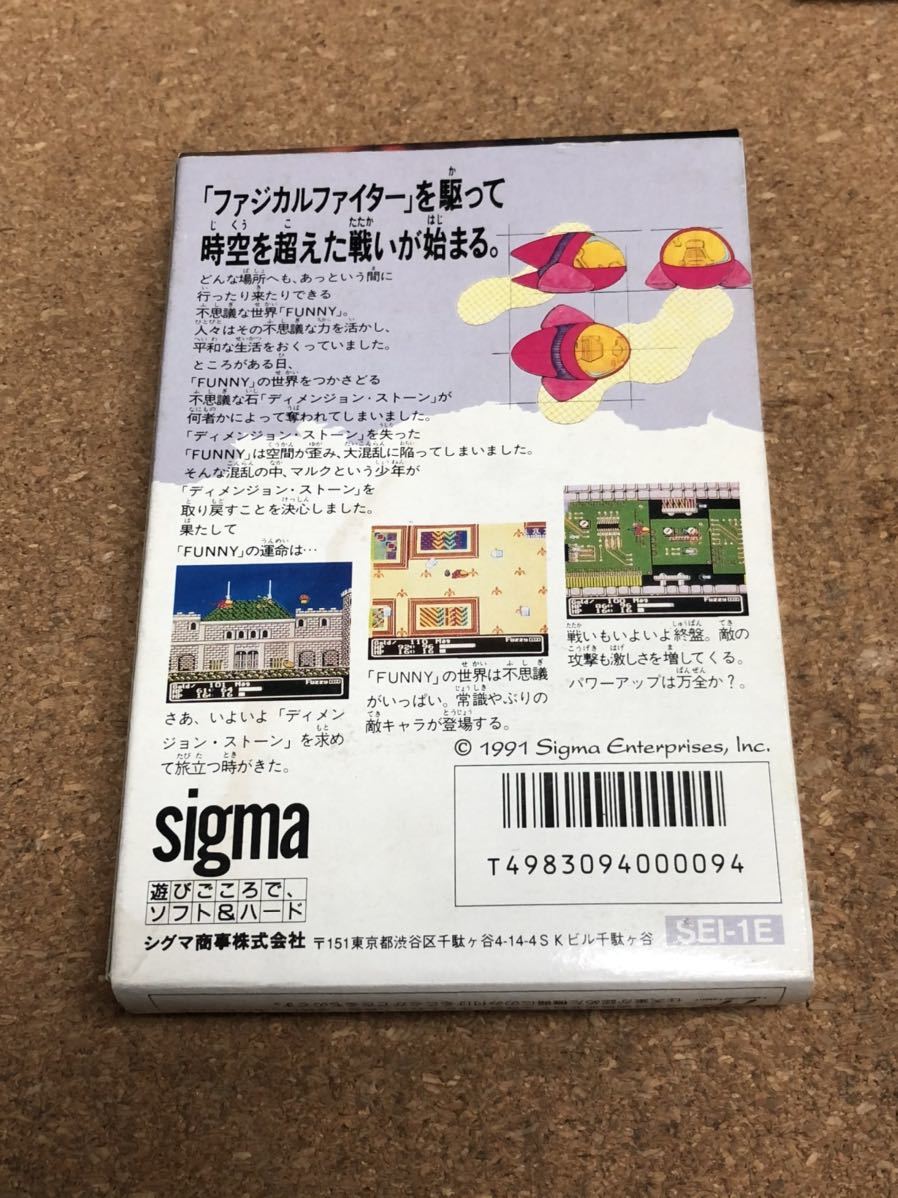 「ファジカルファイター」を駆って
時空を超えた戦いが始まる。
どんな場所へも、あっという間に
行ったり来たりできる
不思議な世界「FUNNY」。
人々はその不思議な力を活かし、
平和な生活をおくっていました。
ところがある日、
「FUNNY」の世界をつかさどる
不思議な石「ディメンジョン・ストーン」が
何者かによって奪われてしまいました。
「ディメンジョン・ストーン」を失った
「FUNNY」は空間が歪み、大混乱に陥ってしまいました。
そんな混乱の中、マルクという少年が
「ディメンジョン・ストーン」を
取り戻すことを決心しました。
果たして
「FUNNY」の運命は…
Gold/ 101 Mag Fuzzy
さあ、いよいよ「ディメン
ジョン・ストーン」を求め
て旅立つ時がきた。
Gold/ 110 Mag Fuzzy
「FUNNY」の世界は不思議
がいっぱい。常識やぶりの
敵キャラが登場する。
Gold/ 100 Mag Fuzzy
戦いもいよいよ終盤。敵の
攻撃も激しさを増してくる。
パワーアップは万全か？。
© 1991 Sigma Enterprises, Inc.
T4983094000094
SEI-1E
sigma
遊びごころで、
ソフト&ハード
シグマ商事株式会社 〒151東京都渋谷区千駄ヶ谷4-14-4SKビル千駄ヶ谷